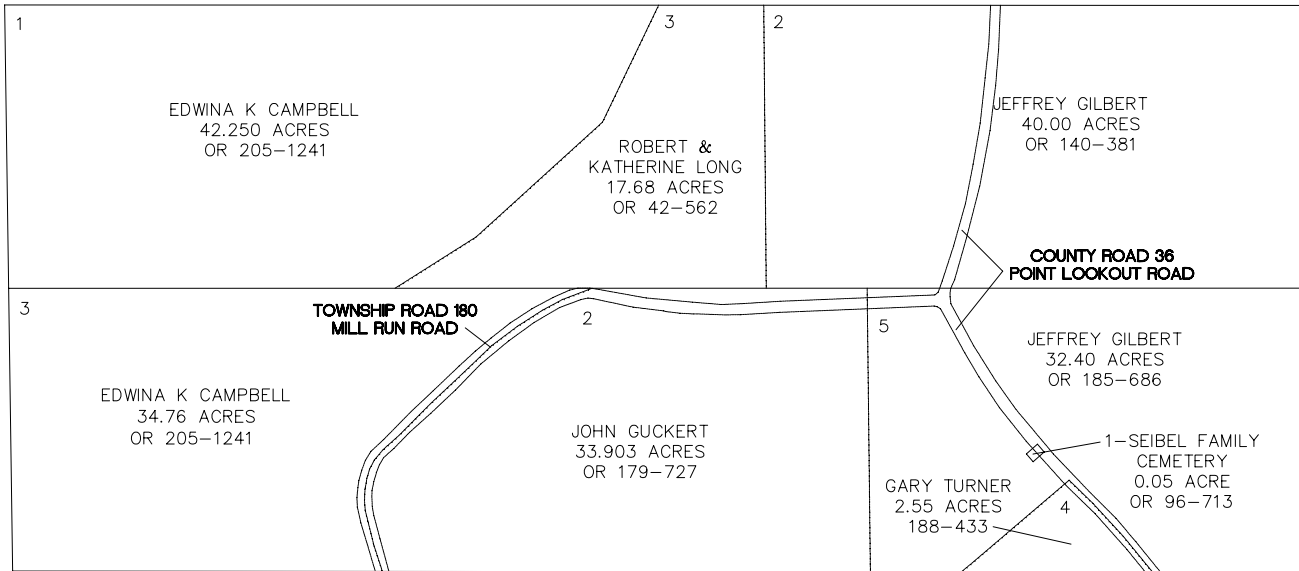 1
EDWINA K CAMPBELL
42.250 ACRES
OR 205-1241
3
ROBERT &
KATHERINE LONG
17.68 ACRES
OR 42-562
2
JEFFREY GILBERT
40.00 ACRES
OR 140-381
COUNTY ROAD 36
POINT LOOKOUT ROAD
3
TOWNSHIP ROAD 180
MILL RUN ROAD
EDWINA K CAMPBELL
34.76 ACRES
OR 205-1241
2
JOHN GUCKERT
33.903 ACRES
OR 179-727
5
JEFFREY GILBERT
32.40 ACRES
OR 185-686
1-SEIBEL FAMILY
CEMETERY
0.05 ACRE
OR 96-713
GARY TURNER
2.55 ACRES
188-433
4